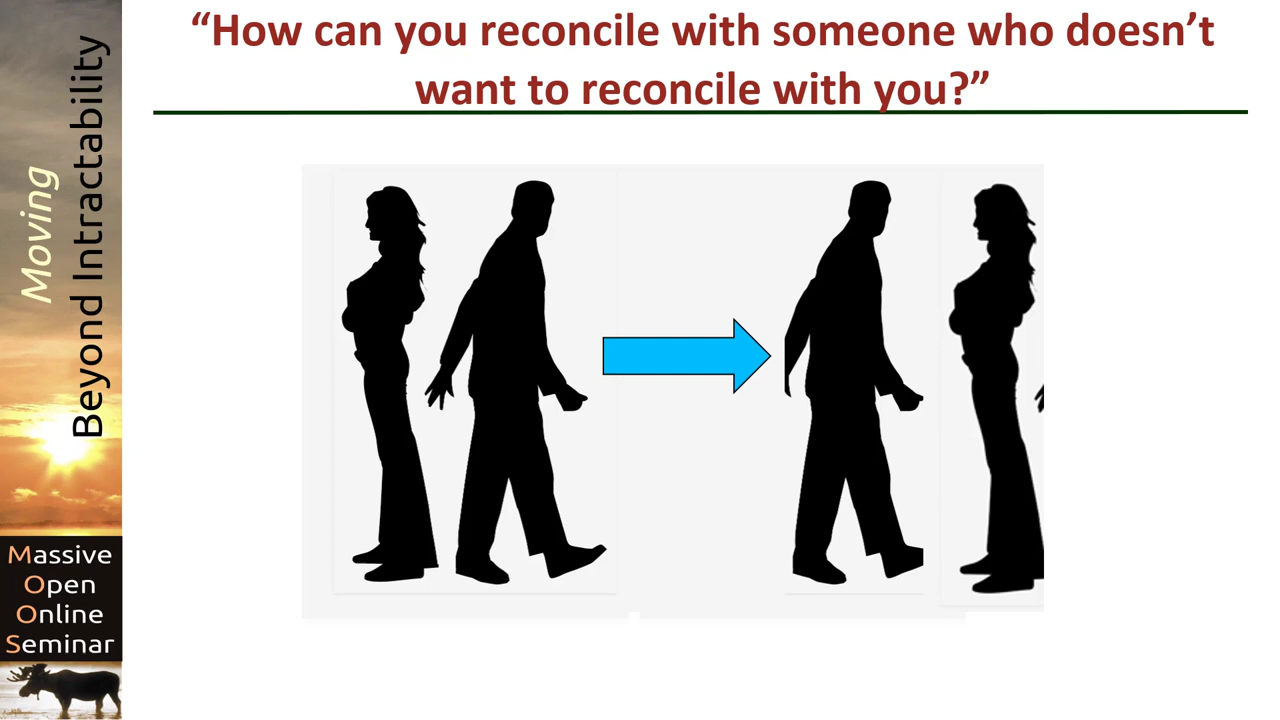 “How can you reconcile with someone who doesn’t
want to reconcile with you?”
Moving
Beyond Intractability
Massive
Open
Online
Seminar